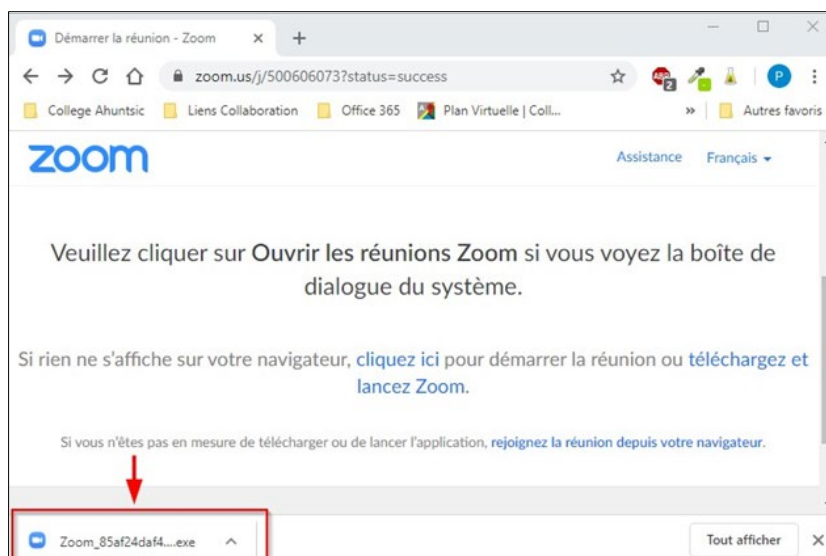 Démarrer la réunion - Zoom
zoom.us/j/500606073?status=success
ABP
2
P
College Ahuntsic
Liens Collaboration
Office 365
Plan Virtuelle | Coll...
»
Autres favoris
zoom
Assistance
Français
Veuillez cliquer sur Ouvrir les réunions Zoom si vous voyez la boîte de
dialogue du système.
Si rien ne s'affiche sur votre navigateur, cliquez ici pour démarrer la réunion ou téléchargez et
lancez Zoom.
Si vous n'êtes pas en mesure de télécharger ou de lancer l'application, rejoignez la réunion depuis votre navigateur.
Zoom_85af24daf4....exe
Tout afficher